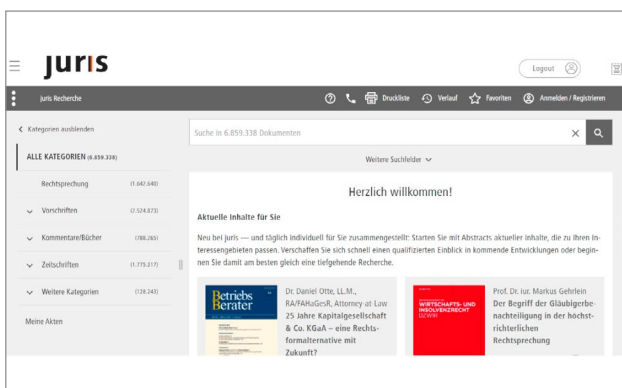 juris
Logout
juris Recherche
Druckliste
Verlauf
Favoriten
Anmelden / Registrieren
Kategorien ausblenden
Suche in 6.859.338 Dokumenten
ALLE KATEGORIEN (6.859.338)
Weitere Suchfelder
Rechtsprechung (1.642.640)
Vorschriften (2.524.873)
Kommentare/Bücher (788.265)
Zeitschriften (1.775.317)
Weitere Kategorien (128.243)
Meine Akten
Herzlich willkommen!
Aktuelle Inhalte für Sie
Neu bei juris — und täglich individuell für Sie zusammengestellt: Starten Sie mit Abstracts aktueller Inhalte, die zu Ihren In-
teressengebieten passen. Verschaffen Sie sich schnell einen qualifizierten Einblick in kommende Entwicklungen oder begin-
nen Sie damit am besten gleich eine tiefgehende Recherche.
Betriebs
Berater
Dr. Daniel Otte, LL.M.,
RA/FAHaGesR, Attorney-at-Law
25 Jahre Kapitalgesellschaft
& Co. KGaA – eine Rechts-
formalternative mit
Zukunft?
WIRTSCHAFTS- UND
INSOLVENZRECHT
DZWIR
Prof. Dr. iur. Markus Gehrlein
Der Begriff der Gläubigerbe-
nachteiligung in der höchst-
richterlichen
Rechtsprechung